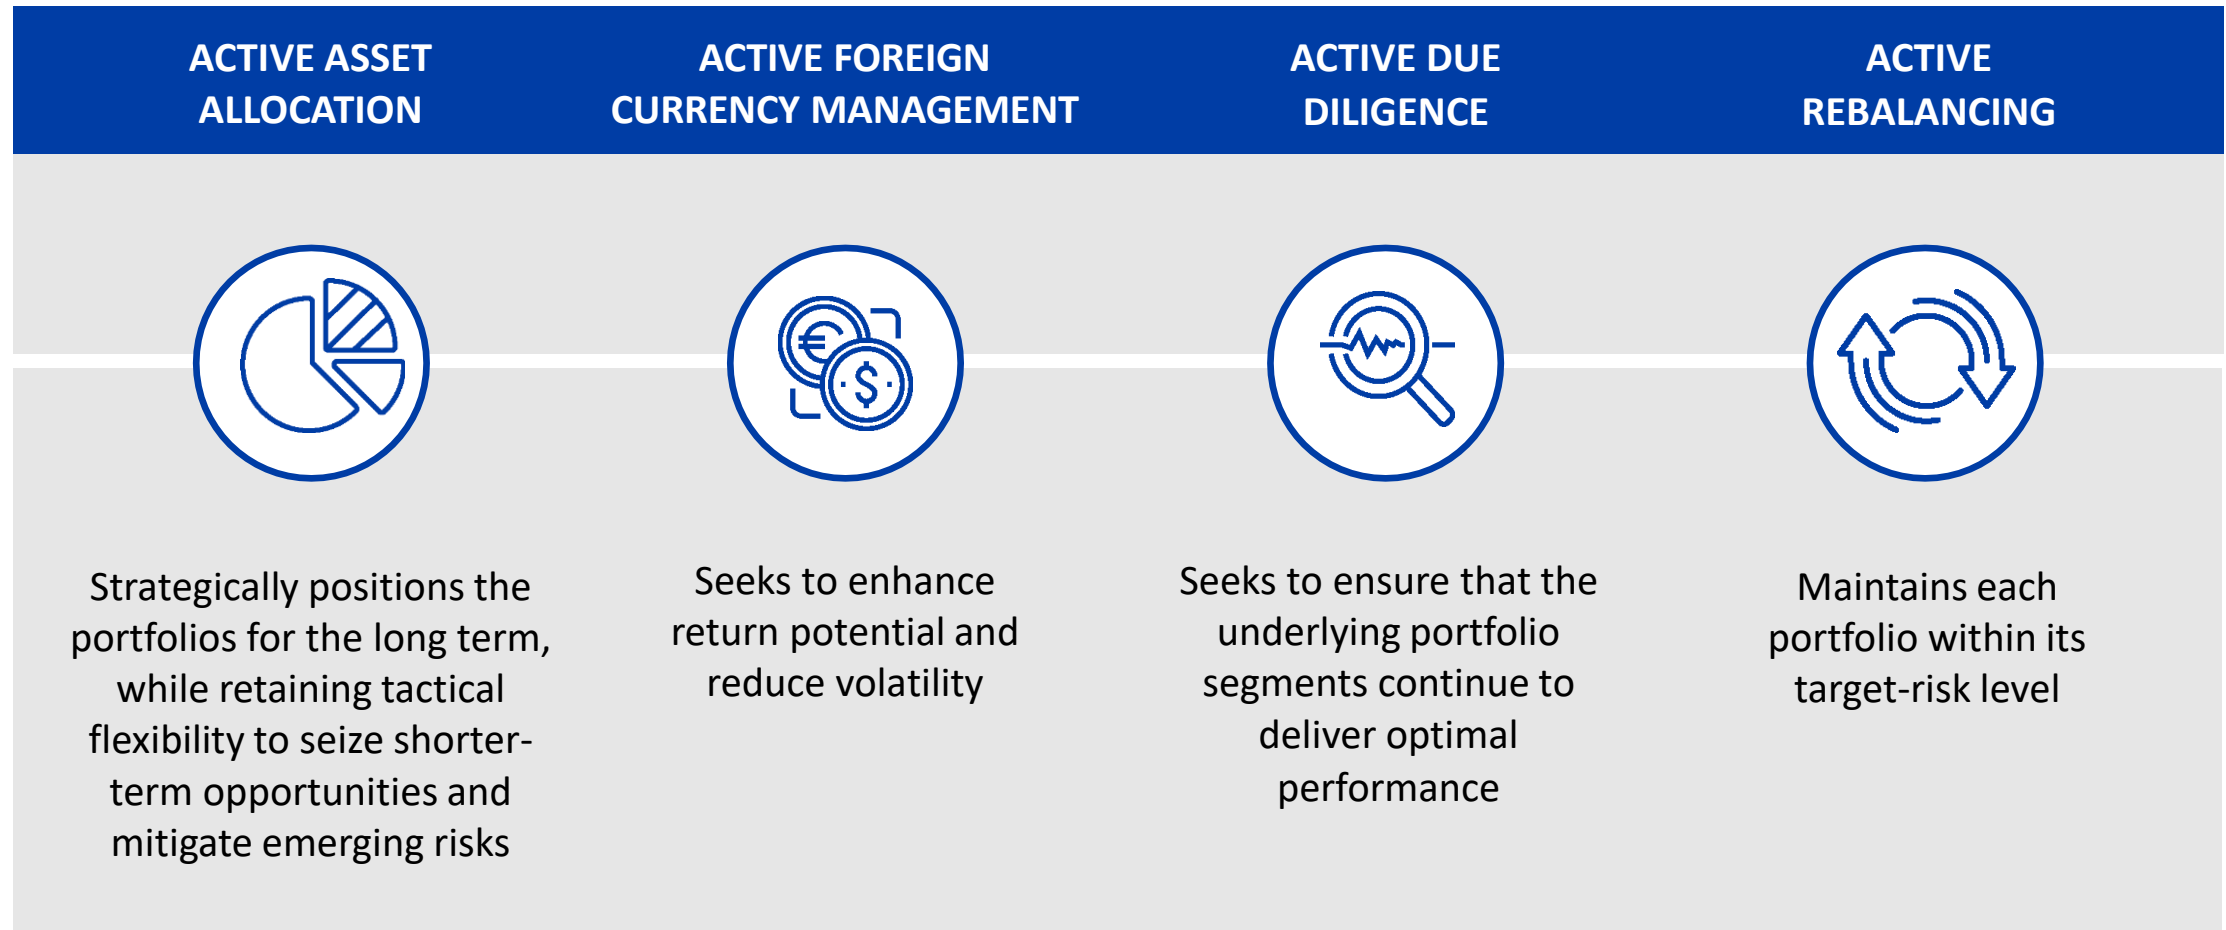 ACTIVE ASSET
ALLOCATION
ACTIVE FOREIGN
CURRENCY MANAGEMENT
ACTIVE DUE
DILIGENCE
ACTIVE
REBALANCING
€
$
Strategically positions the
portfolios for the long term,
while retaining tactical
flexibility to seize shorter-
term opportunities and
mitigate emerging risks
Seeks to enhance
return potential and
reduce volatility
Seeks to ensure that the
underlying portfolio
segments continue to
deliver optimal
performance
Maintains each
portfolio within its
target-risk level